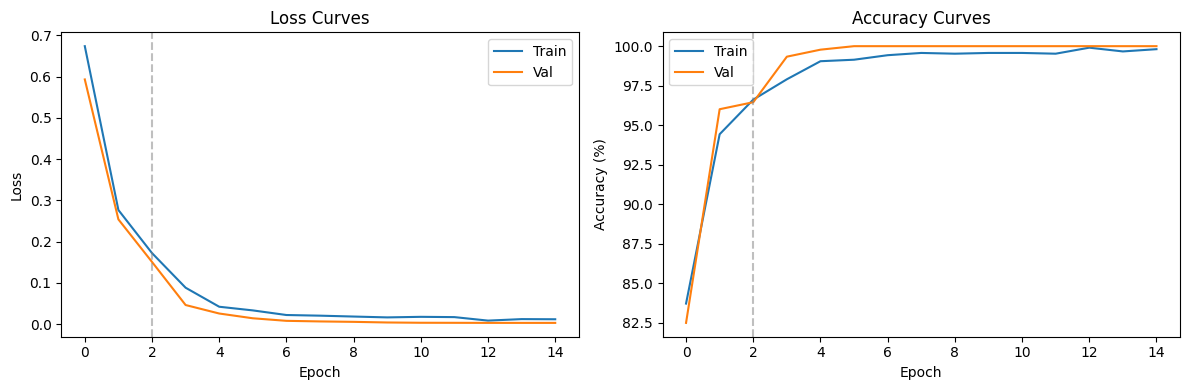 Loss Curves
Loss
0.7
0.6
0.5
0.4
0.3
0.2
0.1
0.0
0 2 4 6 8 10 12 14
Epoch
Train
Val
Accuracy Curves
Accuracy (%)
100.0
97.5
95.0
92.5
90.0
87.5
85.0
82.5
0 2 4 6 8 10 12 14
Epoch
Train
Val